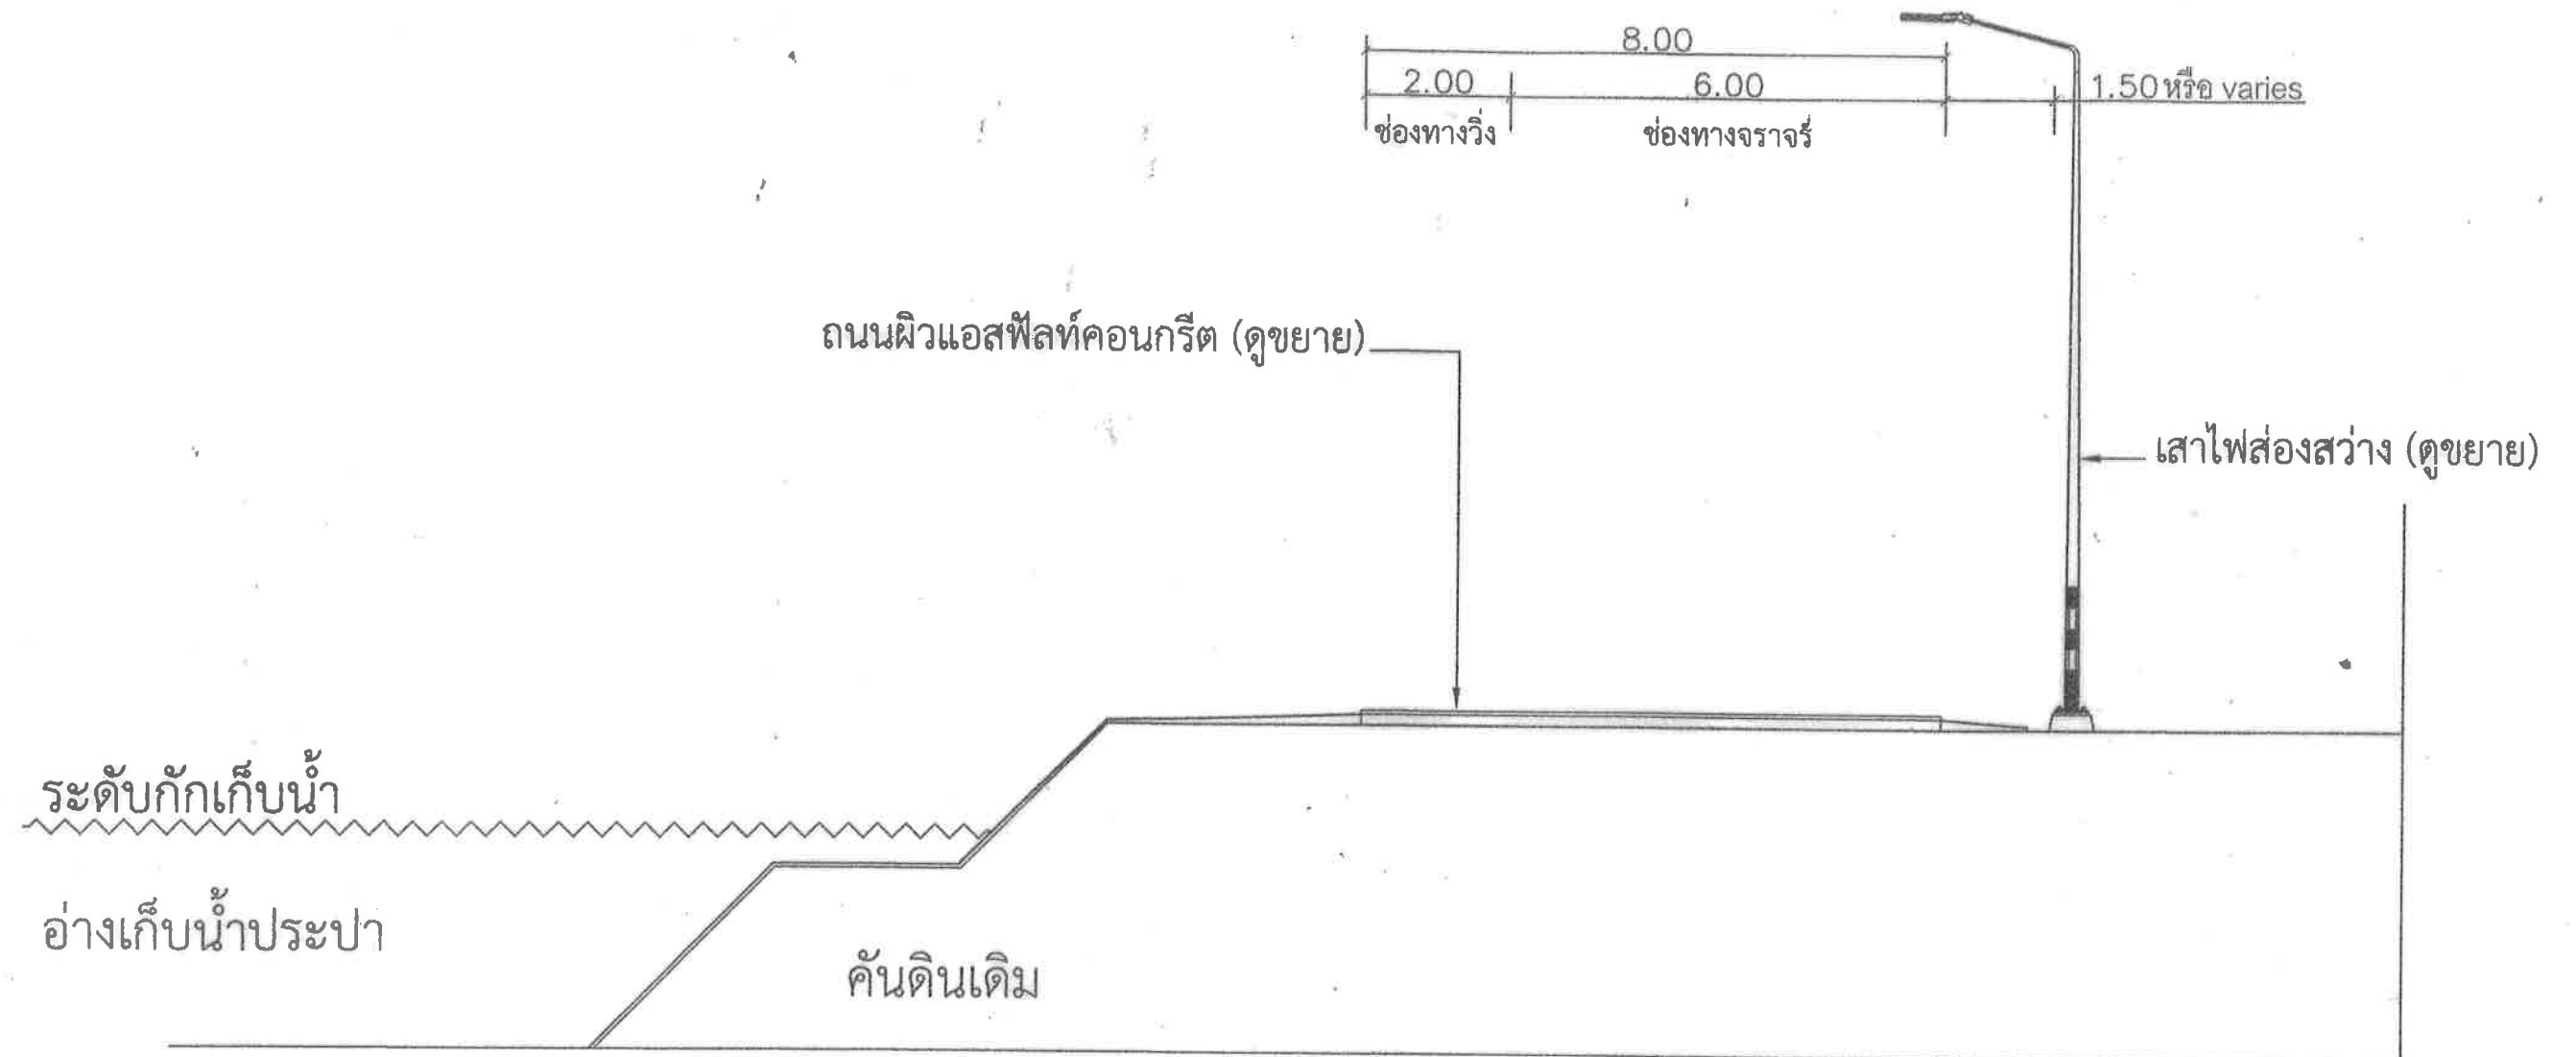 8.00
2.00 6.00 1.50หรือ varies
ช่องทางวิ่ง ช่องทางจราจร์
ถนนผิวแอสฟัลท์คอนกรีต (ดูขยาย)
เสาไฟส่องสว่าง (ดูขยาย)
ระดับกักเก็บน้ำ
อ่างเก็บน้ำประปา
คันดินเดิม